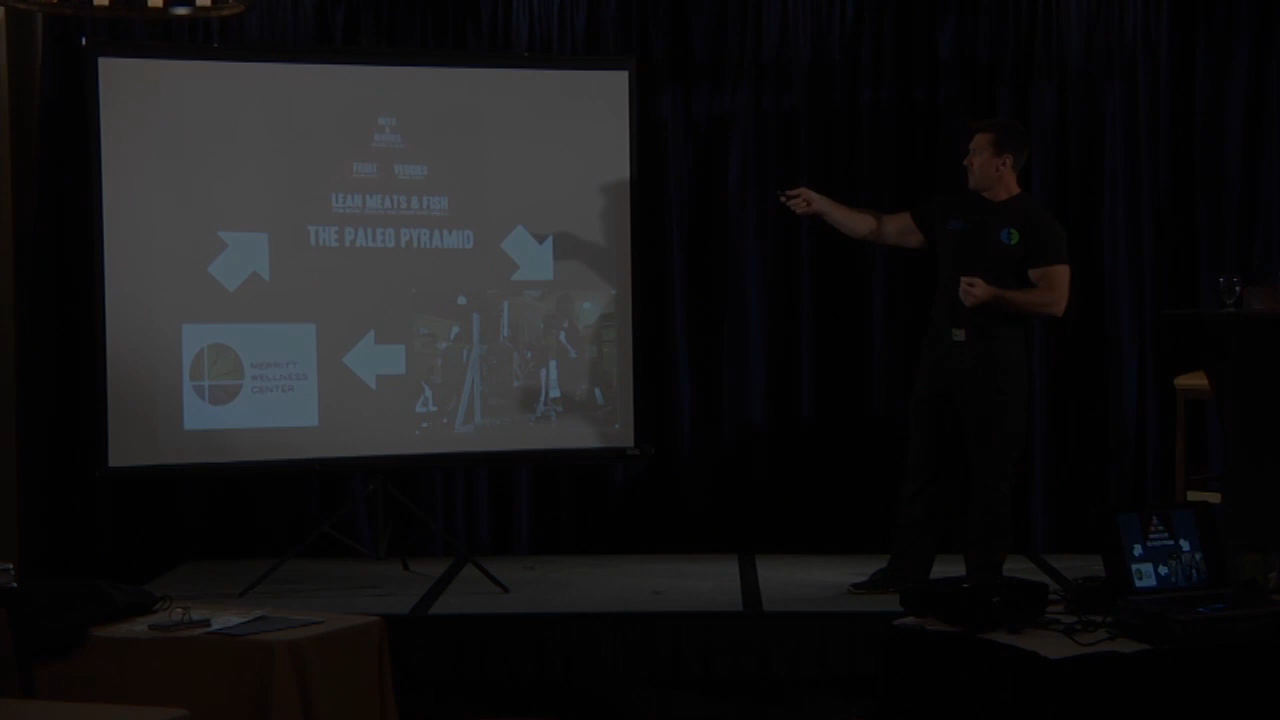 NUTS
&
SEEDS
FRUIT VEGGIES
LEAN MEATS & FISH
THE PALEO PYRAMID
MERRITT
WELLNESS
CENTER